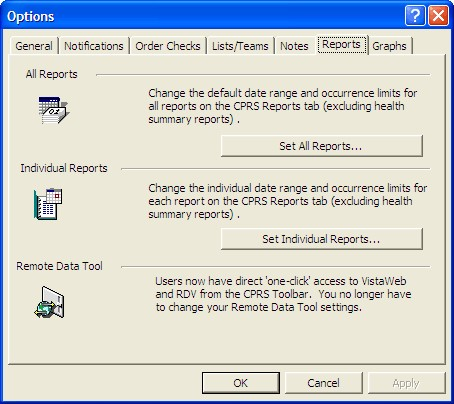 Options
General Notifications Order Checks Lists/Teams Notes Reports Graphs
All Reports
Change the default date range and occurrence limits for
all reports on the CPRS Reports tab (excluding health
summary reports) .
Set All Reports...
Individual Reports
Change the individual date range and occurrence limits for
each report on the CPRS Reports tab (excluding health
summary reports) .
Set Individual Reports...
Remote Data Tool
Users now have direct 'one-click' access to VistaWeb
and RDV from the CPRS Toolbar.  You no longer have
to change your Remote Data Tool settings.
OK Cancel Apply